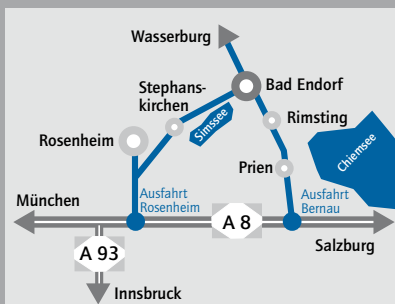 Wasserburg
Stephans-
kirchen
Bad Endorf
Simssee
Rimsting
Rosenheim
Chiemsee
Prien
München
Ausfahrt
Rosenheim
A 8
Ausfahrt
Bernau
A 93
Salzburg
Innsbruck